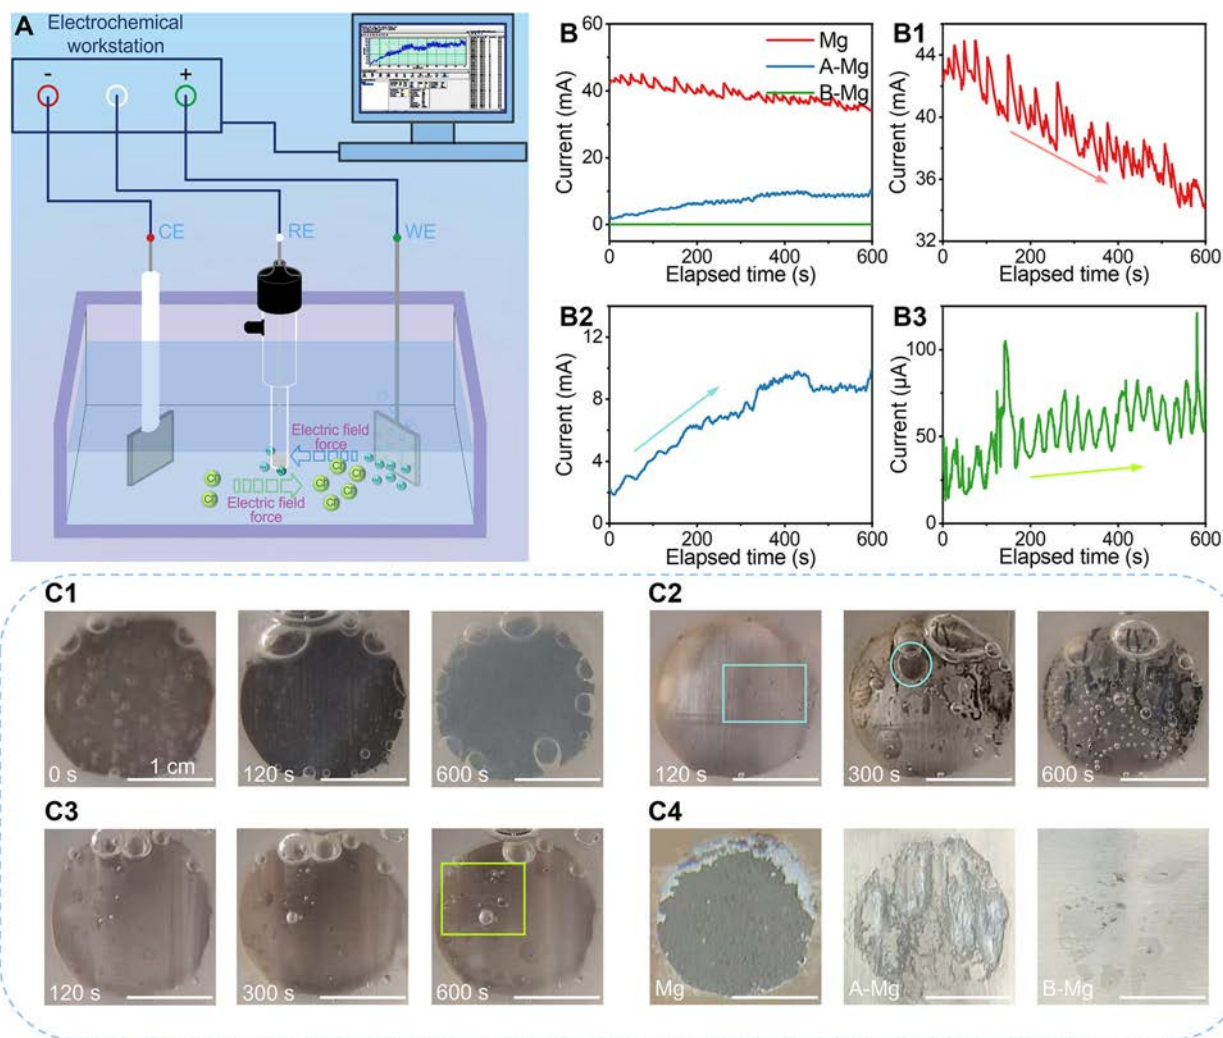 A
Electrochemical
workstation
-
+
CE
RE
WE
Electric field
force
Cl
Electric field
force
B
Mg
A-Mg
B-Mg
Current (mA)
60
40
20
0
0 200 400 600
Elapsed time (s)
B1
Current (mA)
44
40
36
32
0 200 400 600
Elapsed time (s)
B2
Current (mA)
12
8
4
0
0 200 400 600
Elapsed time (s)
B3
Current (µA)
100
50
0
0 200 400 600
Elapsed time (s)
C1
0 s
1 cm
120 s
600 s
C2
120 s
300 s
600 s
C3
120 s
300 s
600 s
C4
Mg
A-Mg
B-Mg